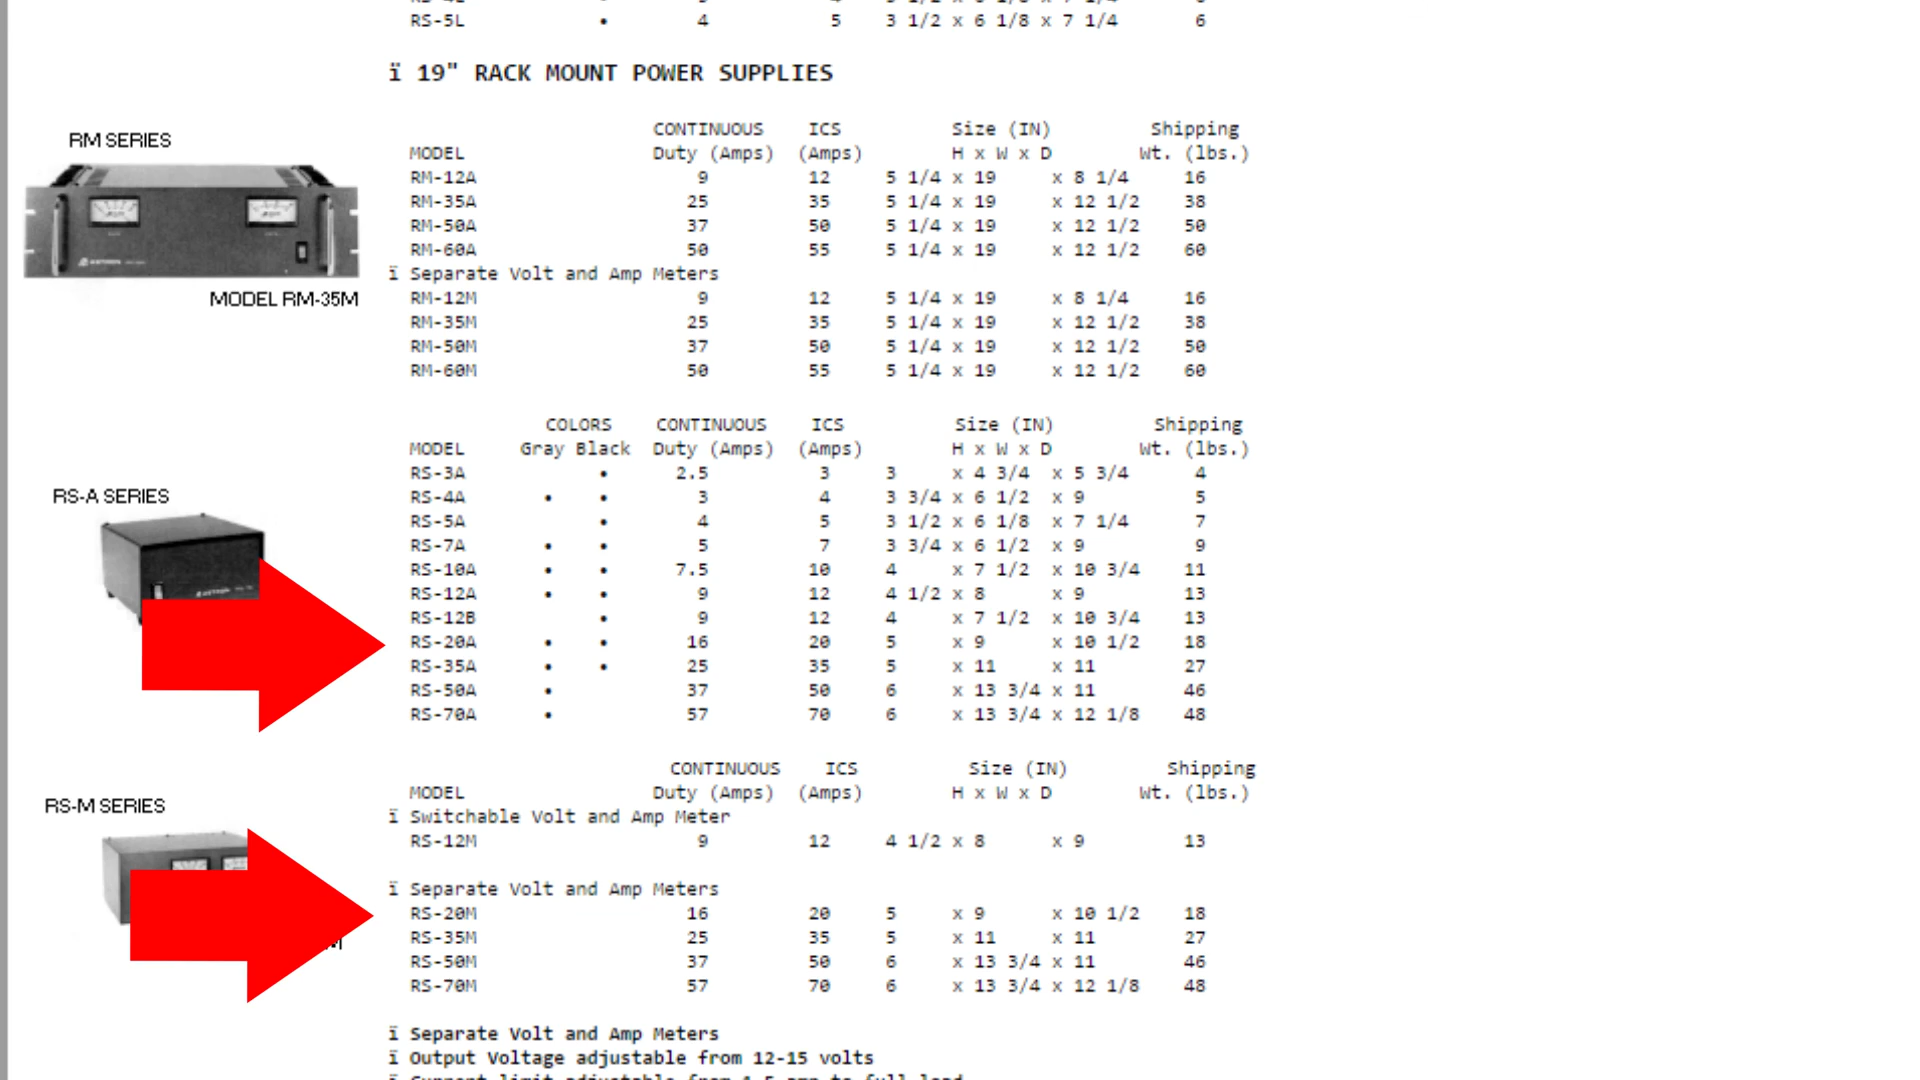 RS-5L • 4 5 3 1/2 x 6 1/8 x 7 1/4 6
ï 19" RACK MOUNT POWER SUPPLIES
RM SERIES
MODEL RM-35M
CONTINUOUS ICS Size (IN) Shipping
MODEL Duty (Amps) (Amps) H x W x D Wt. (lbs.)
RM-12A 9 12 5 1/4 x 19 x 8 1/4 16
RM-35A 25 35 5 1/4 x 19 x 12 1/2 38
RM-50A 37 50 5 1/4 x 19 x 12 1/2 50
RM-60A 50 55 5 1/4 x 19 x 12 1/2 60
ï Separate Volt and Amp Meters
RM-12M 9 12 5 1/4 x 19 x 8 1/4 16
RM-35M 25 35 5 1/4 x 19 x 12 1/2 38
RM-50M 37 50 5 1/4 x 19 x 12 1/2 50
RM-60M 50 55 5 1/4 x 19 x 12 1/2 60
RS-A SERIES
COLORS CONTINUOUS ICS Size (IN) Shipping
MODEL Gray Black Duty (Amps) (Amps) H x W x D Wt. (lbs.)
RS-3A • 2.5 3 3 x 4 3/4 x 5 3/4 4
RS-4A • • 3 4 3 3/4 x 6 1/2 x 9 5
RS-5A • 4 5 3 1/2 x 6 1/8 x 7 1/4 7
RS-7A • • 5 7 3 3/4 x 6 1/2 x 9 9
RS-10A • • 7.5 10 4 x 7 1/2 x 10 3/4 11
RS-12A • • 9 12 4 1/2 x 8 x 9 13
RS-12B • 9 12 4 x 7 1/2 x 10 3/4 13
RS-20A • • 16 20 5 x 9 x 10 1/2 18
RS-35A • • 25 35 5 x 11 x 11 27
RS-50A • 37 50 6 x 13 3/4 x 11 46
RS-70A • 57 70 6 x 13 3/4 x 12 1/8 48
RS-M SERIES
CONTINUOUS ICS Size (IN) Shipping
MODEL Duty (Amps) (Amps) H x W x D Wt. (lbs.)
ï Switchable Volt and Amp Meter
RS-12M 9 12 4 1/2 x 8 x 9 13
ï Separate Volt and Amp Meters
RS-20M 16 20 5 x 9 x 10 1/2 18
RS-35M 25 35 5 x 11 x 11 27
RS-50M 37 50 6 x 13 3/4 x 11 46
RS-70M 57 70 6 x 13 3/4 x 12 1/8 48
ï Separate Volt and Amp Meters
ï Output Voltage adjustable from 12-15 volts